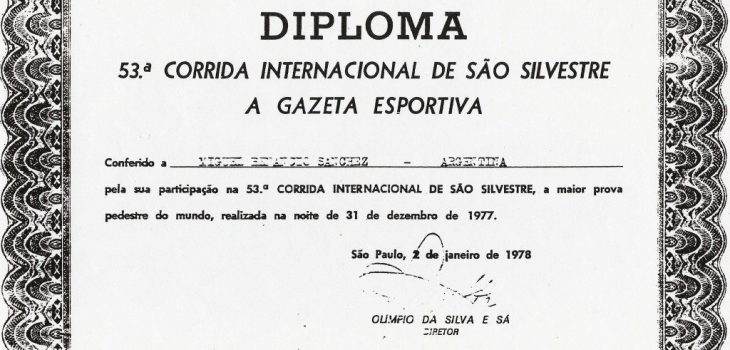 DIPLOMA
53.ª CORRIDA INTERNACIONAL DE SÃO SILVESTRE
A GAZETA ESPORTIVA
Conferido a MIGUEL SANCHEZ - ARGENTINA
pela sua participação na 53.ª CORRIDA INTERNACIONAL DE SÃO SILVESTRE, a maior prova
pedestre do mundo, realizada na noite de 31 de dezembro de 1977.
São Paulo, 2 de janeiro de 1978
OLIMPIO DA SILVA E SÁ
DIRETOR